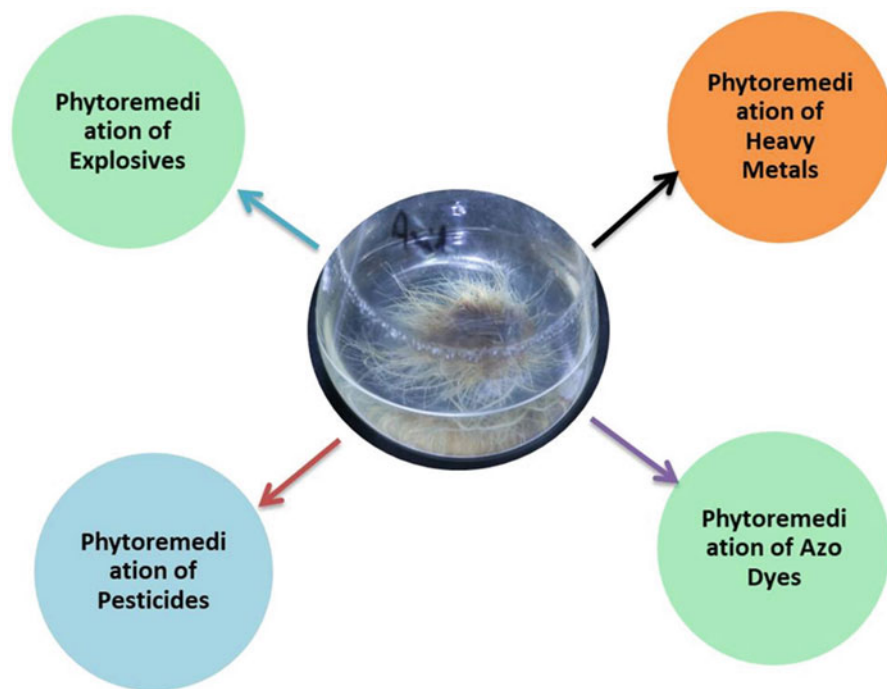 Phytoremedi
ation of
Explosives
Phytoremedi
ation of
Heavy
Metals
Phytoremedi
ation of
Pesticides
Phytoremedi
ation of Azo
Dyes